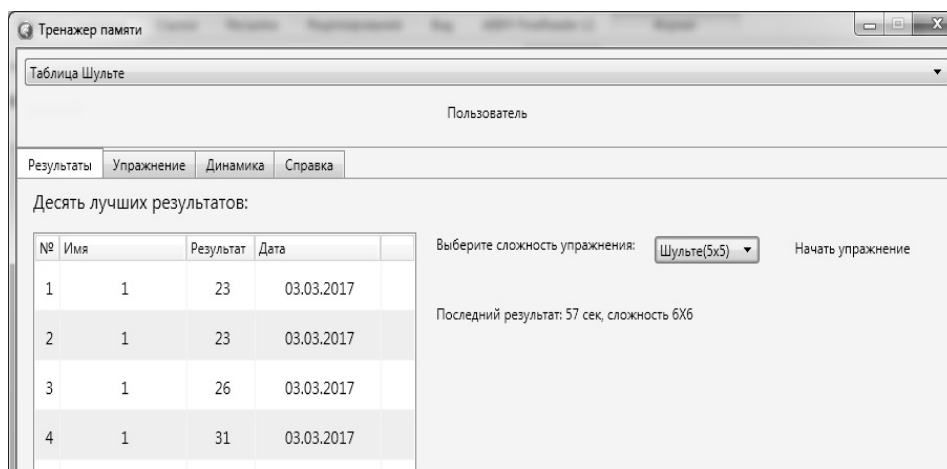 Тренажер памяти
Таблица Шульте
Пользователь
Результаты Упражнение Динамика Справка
Десять лучших результатов:
№ Имя Результат Дата
Выберите сложность упражнения: Шульте(5x5) Начать упражнение
1 1 23 03.03.2017
Последний результат: 57 сек, сложность 6X6
2 1 23 03.03.2017
3 1 26 03.03.2017
4 1 31 03.03.2017